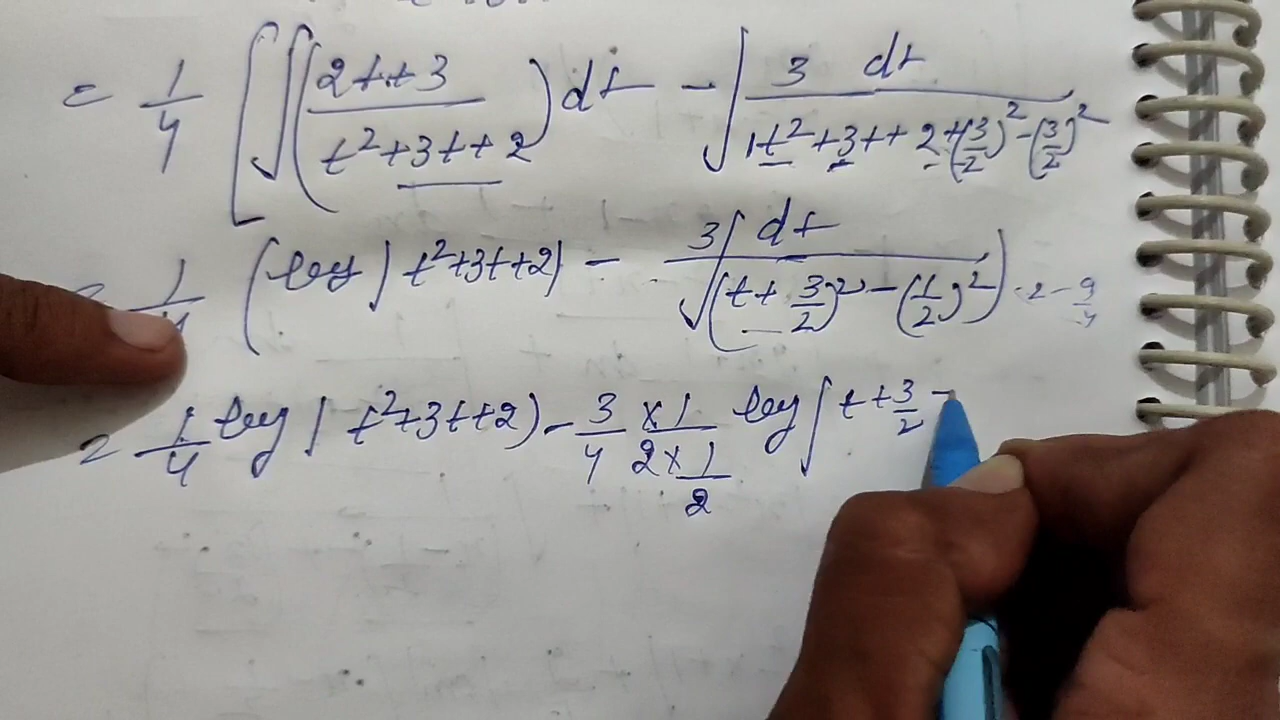 = 1/4 [∫((2t+3)/(t²+3t+2))dt - ∫ 3 dt/(1t²+3t+2+(3/2)²-(3/2)²)
= 1/4 (log|t²+3t+2| - 3∫dt/((t+3/2)²-(1/2)²) 2-9/4
= 1/4 log|t²+3t+2) - 3/4 ×1/(2×1/2) log|t+3/2 -